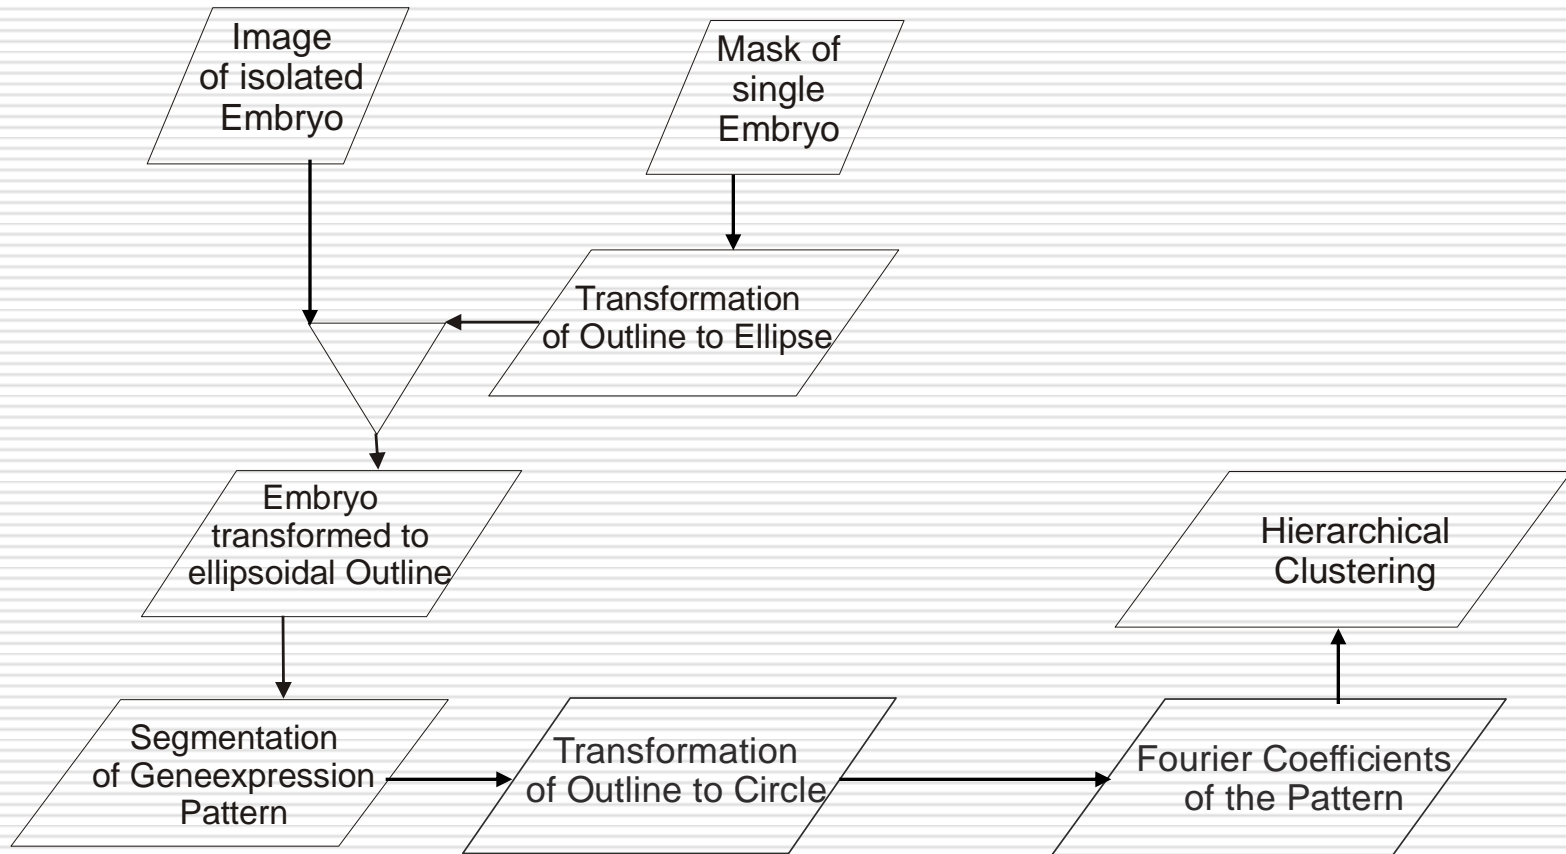 Image
of isolated
Embryo
Mask of
single
Embryo
Transformation
of Outline to Ellipse
Embryo
transformed to
ellipsoidal Outline
Segmentation
of Geneexpression
Pattern
Transformation
of Outline to Circle
Fourier Coefficients
of the Pattern
Hierarchical
Clustering